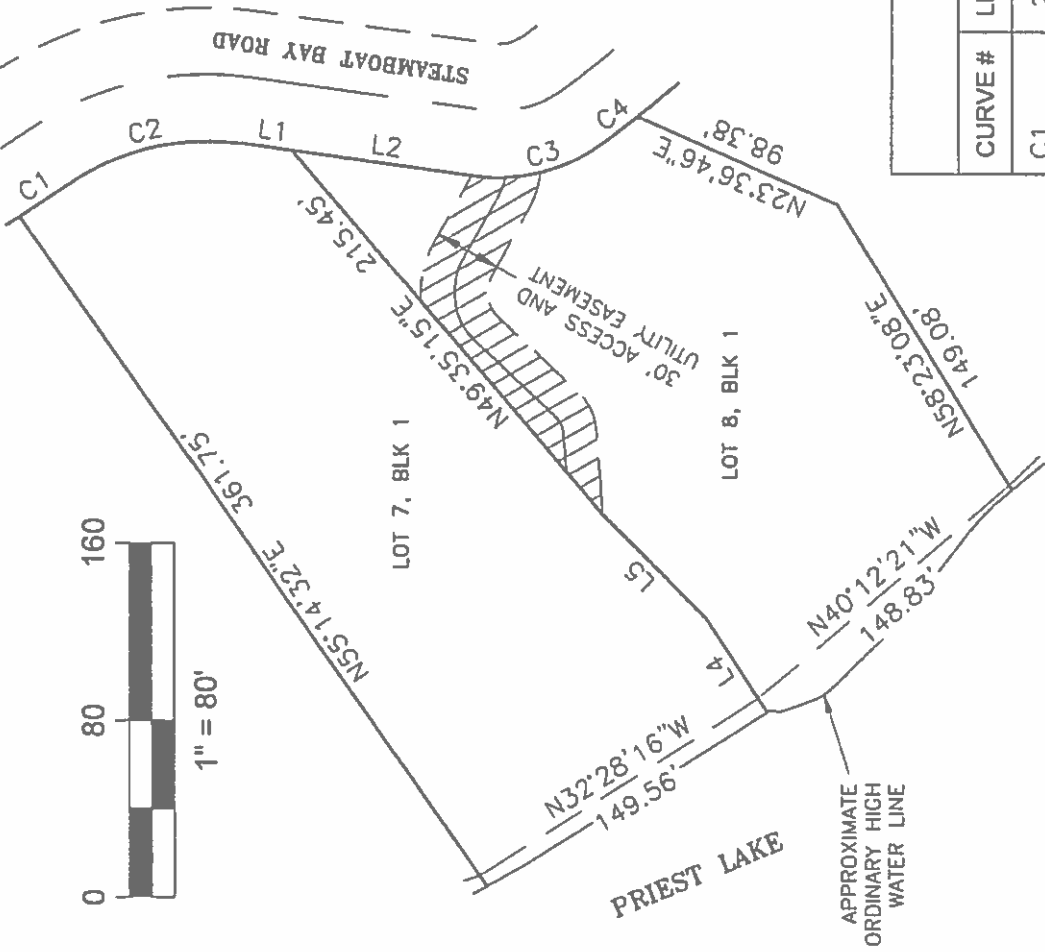 0
80
160
1" = 80'
STEAMBOAT BAY ROAD
C1
C2
L1
L2
C3
C4
N55°14'32"E 361.75'
215.45'
N49°35'15"E
N23°36'46"E
98.38'
30' ACCESS AND
UTILITY EASEMENT
LOT 7, BLK 1
LOT 8, BLK 1
N58°23'08"E
149.08'
L5
L4
N40°12'21"W
148.83'
N32°28'16"W
149.56'
PRIEST LAKE
APPROXIMATE
ORDINARY HIGH
WATER LINE
CURVE #
C1